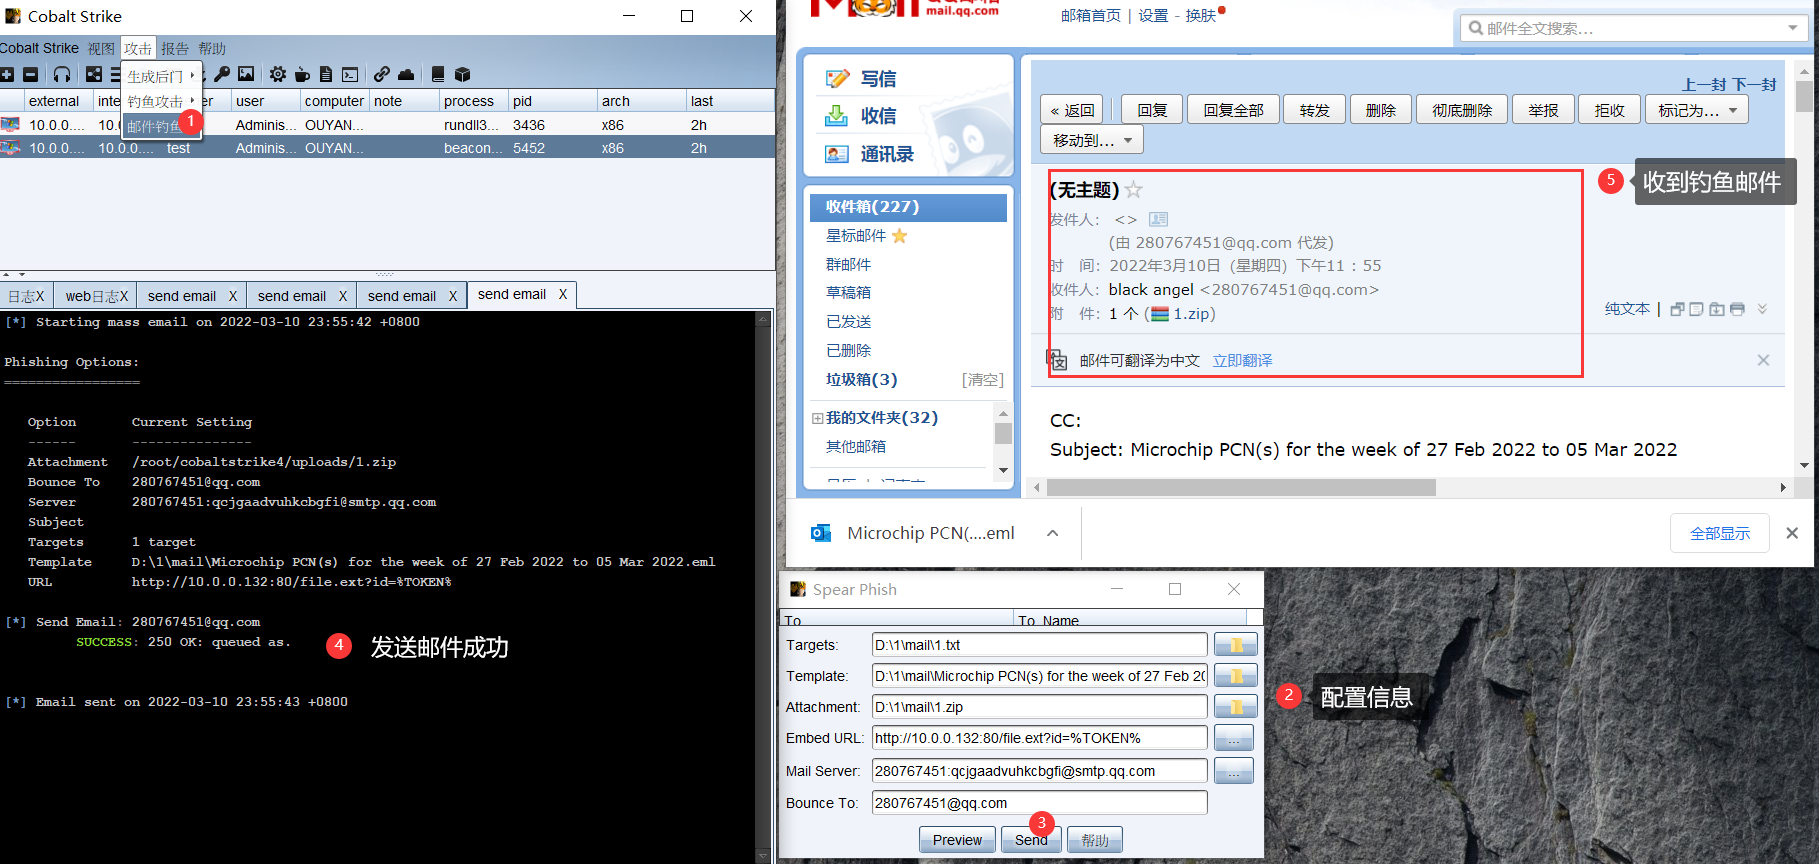 Cobalt Strike
Cobalt Strike 视图 攻击 报告 帮助
生成后门
钓鱼攻击
邮件钓鱼
1
external user computer note process pid arch last
10.0.0.... 10.0 Adminis... OUYAN... rundll3... 3436 x86 2h
10.0.0.... 10.0.0.... test Adminis... OUYAN... beacon... 5452 x86 2h
日志X web日志X send email X send email X send email X send email X
[*] Starting mass email on 2022-03-10 23:55:42 +0800
Phishing Options:
=================
Option Current Setting
------ ---------------
Attachment /root/cobaltstrike4/uploads/1.zip
Bounce To 280767451@qq.com
Server 280767451:qcjgaadvuhkcbgfi@smtp.qq.com
Subject
Targets 1 target
Template D:\1\mail\Microchip PCN(s) for the week of 27 Feb 2022 to 05 Mar 2022.eml
URL http://10.0.0.132:80/file.ext?id=%TOKEN%
[*] Send Email: 280767451@qq.com
SUCCESS: 250 OK: queued as.
4 发送邮件成功
[*] Email sent on 2022-03-10 23:55:43 +0800
mail.qq.com
邮箱首页 | 设置 - 换肤
邮件全文搜索...
写信
收信
通讯录
收件箱(227)
星标邮件
群邮件
草稿箱
已发送
已删除
垃圾箱(3) [清空]
我的文件夹(32)
其他邮箱
上一封 下一封
« 返回 回复 回复全部 转发 删除 彻底删除 举报 拒收 标记为...
移动到...
5 收到钓鱼邮件
(无主题)
发件人: <>
(由 280767451@qq.com 代发)
时 间: 2022年3月10日 (星期四) 下午11 : 55
收件人: black angel <280767451@qq.com>
附 件: 1 个 (1.zip)
纯文本 |
邮件可翻译为中文 立即翻译
CC:
Subject: Microchip PCN(s) for the week of 27 Feb 2022 to 05 Mar 2022
Microchip PCN(....eml
全部显示
Spear Phish
To To_Name
Targets: D:\1\mail\1.txt
Template: D:\1\mail\Microchip PCN(s) for the week of 27 Feb 20
Attachment: D:\1\mail\1.zip
Embed URL: http://10.0.0.132:80/file.ext?id=%TOKEN% ...
Mail Server: 280767451:qcjgaadvuhkcbgfi@smtp.qq.com ...
Bounce To: 280767451@qq.com
Preview Send 帮助
3
2 配置信息